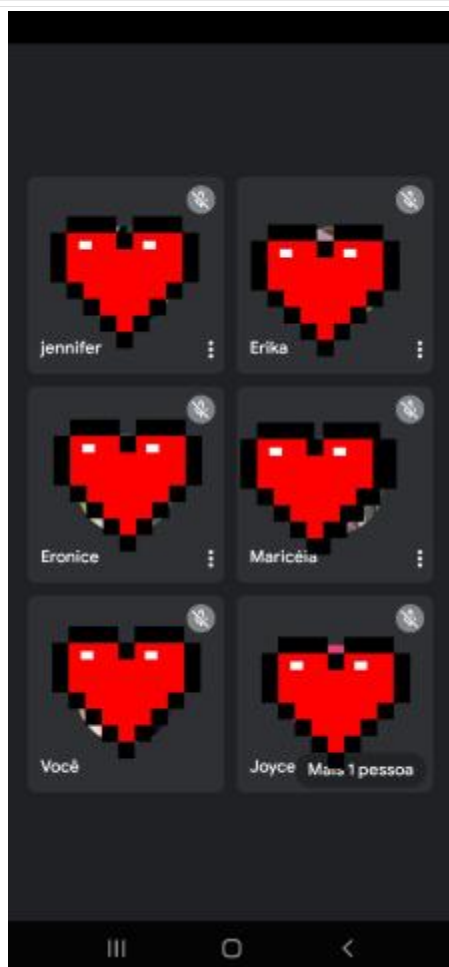 jennifer
Erika
Eronice
Maricéia
Você
Joyce
Mais 1 pessoa